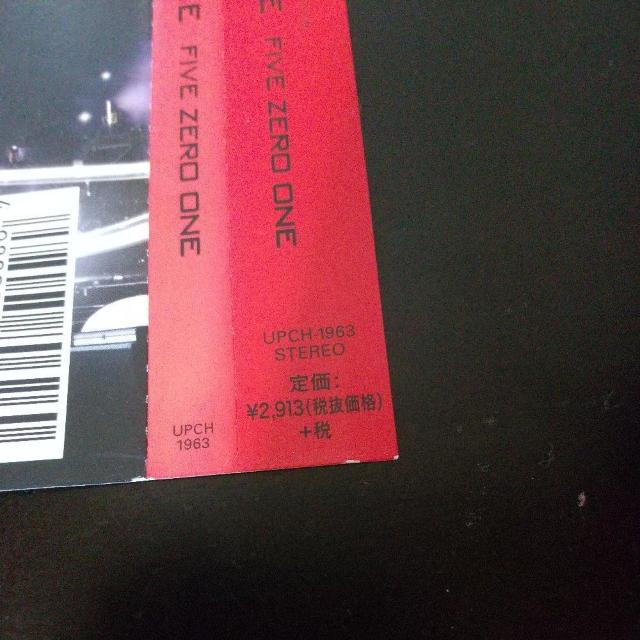 E FIVE ZERO ONE
E FIVE ZERO ONE
UPCH-1963
STEREO
定価:
¥2,913(税抜価格)
+税
UPCH
1963